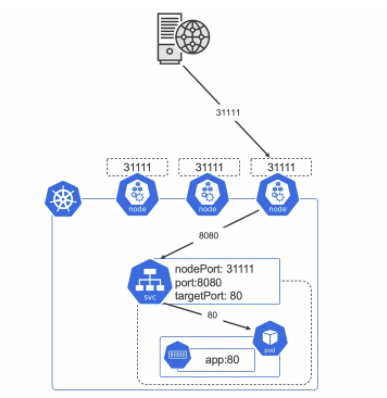 31111
31111
31111
31111
node
node
node
8080
nodePort: 31111
port:8080
targetPort: 80
svc
80
pod
app:80